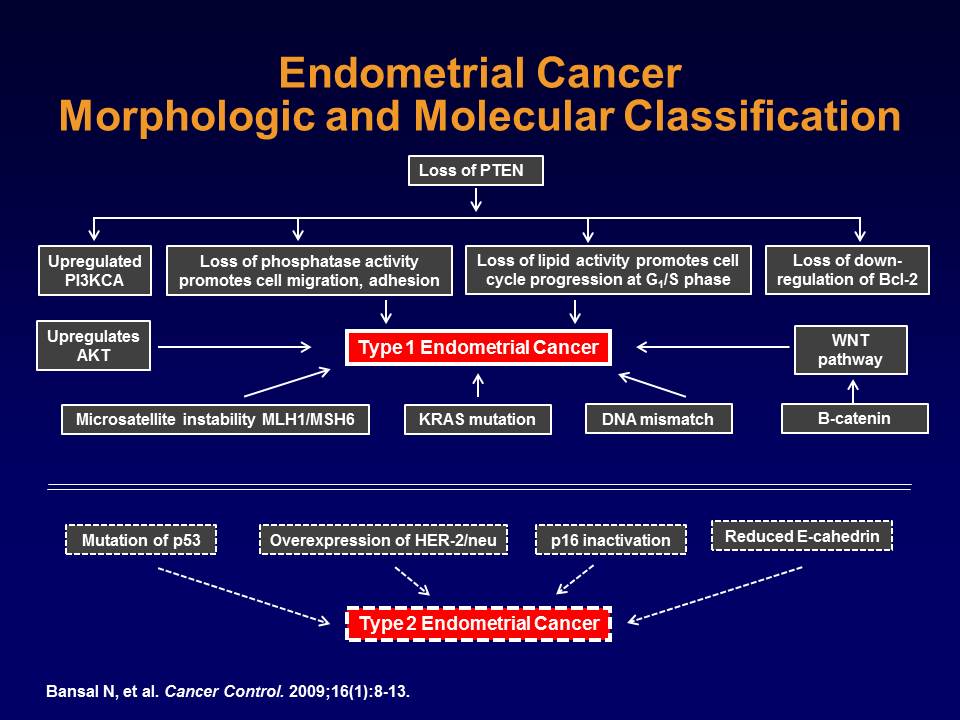 Endometrial Cancer
Morphologic and Molecular Classification
Loss of PTEN
Upregulated
PI3KCA
Loss of phosphatase activity
promotes cell migration, adhesion
Loss of lipid activity promotes cell
cycle progression at G₁/S phase
Loss of down-
regulation of Bcl-2
Upregulates
AKT
Type 1 Endometrial Cancer
WNT
pathway
Microsatellite instability MLH1/MSH6
KRAS mutation
DNA mismatch
B-catenin
Mutation of p53
Overexpression of HER-2/neu
p16 inactivation
Reduced E-cahedrin
Type 2 Endometrial Cancer
Bansal N, et al. Cancer Control. 2009;16(1):8-13.